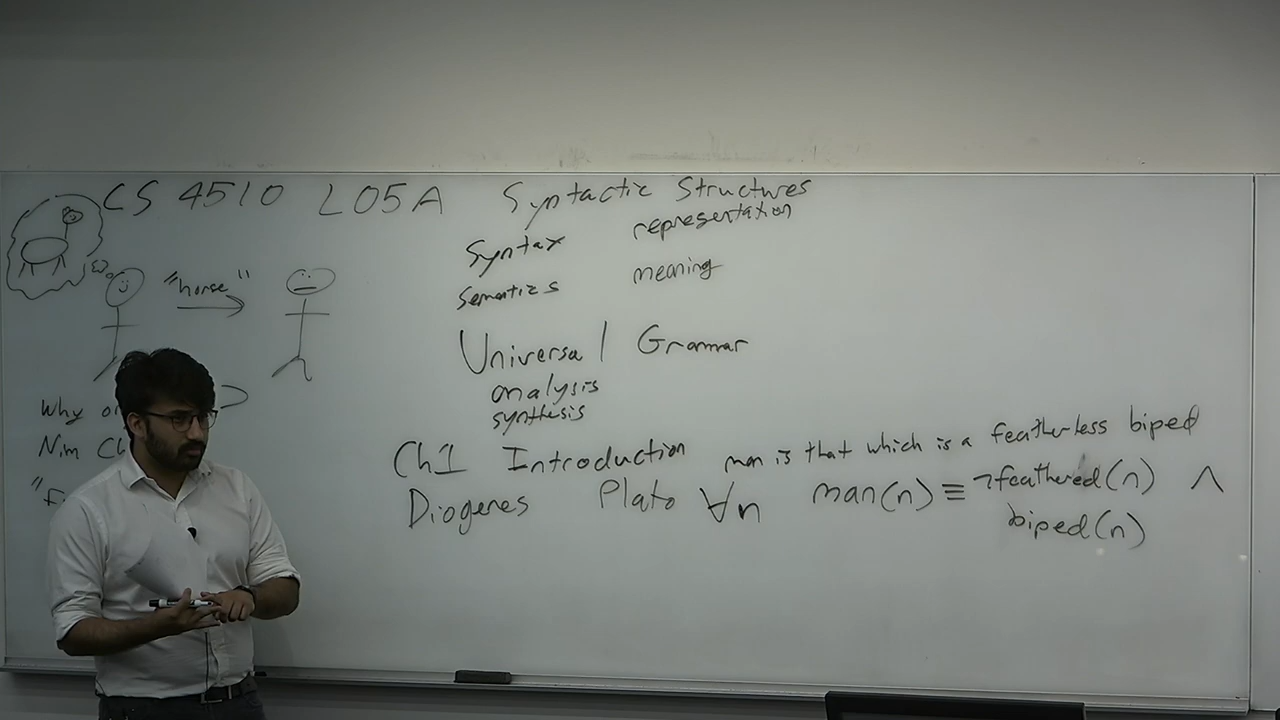 CS 4510 L05A Syntactic Structures
Syntax representation
Semantics meaning
"horse"
Universal Grammar
analysis
synthesis
Why
Nim
Ch1 Introduction man is that which is a featherless biped
Diogenes Plato ∀n man(n) ≡ ¬feathered(n) ∧
biped(n)